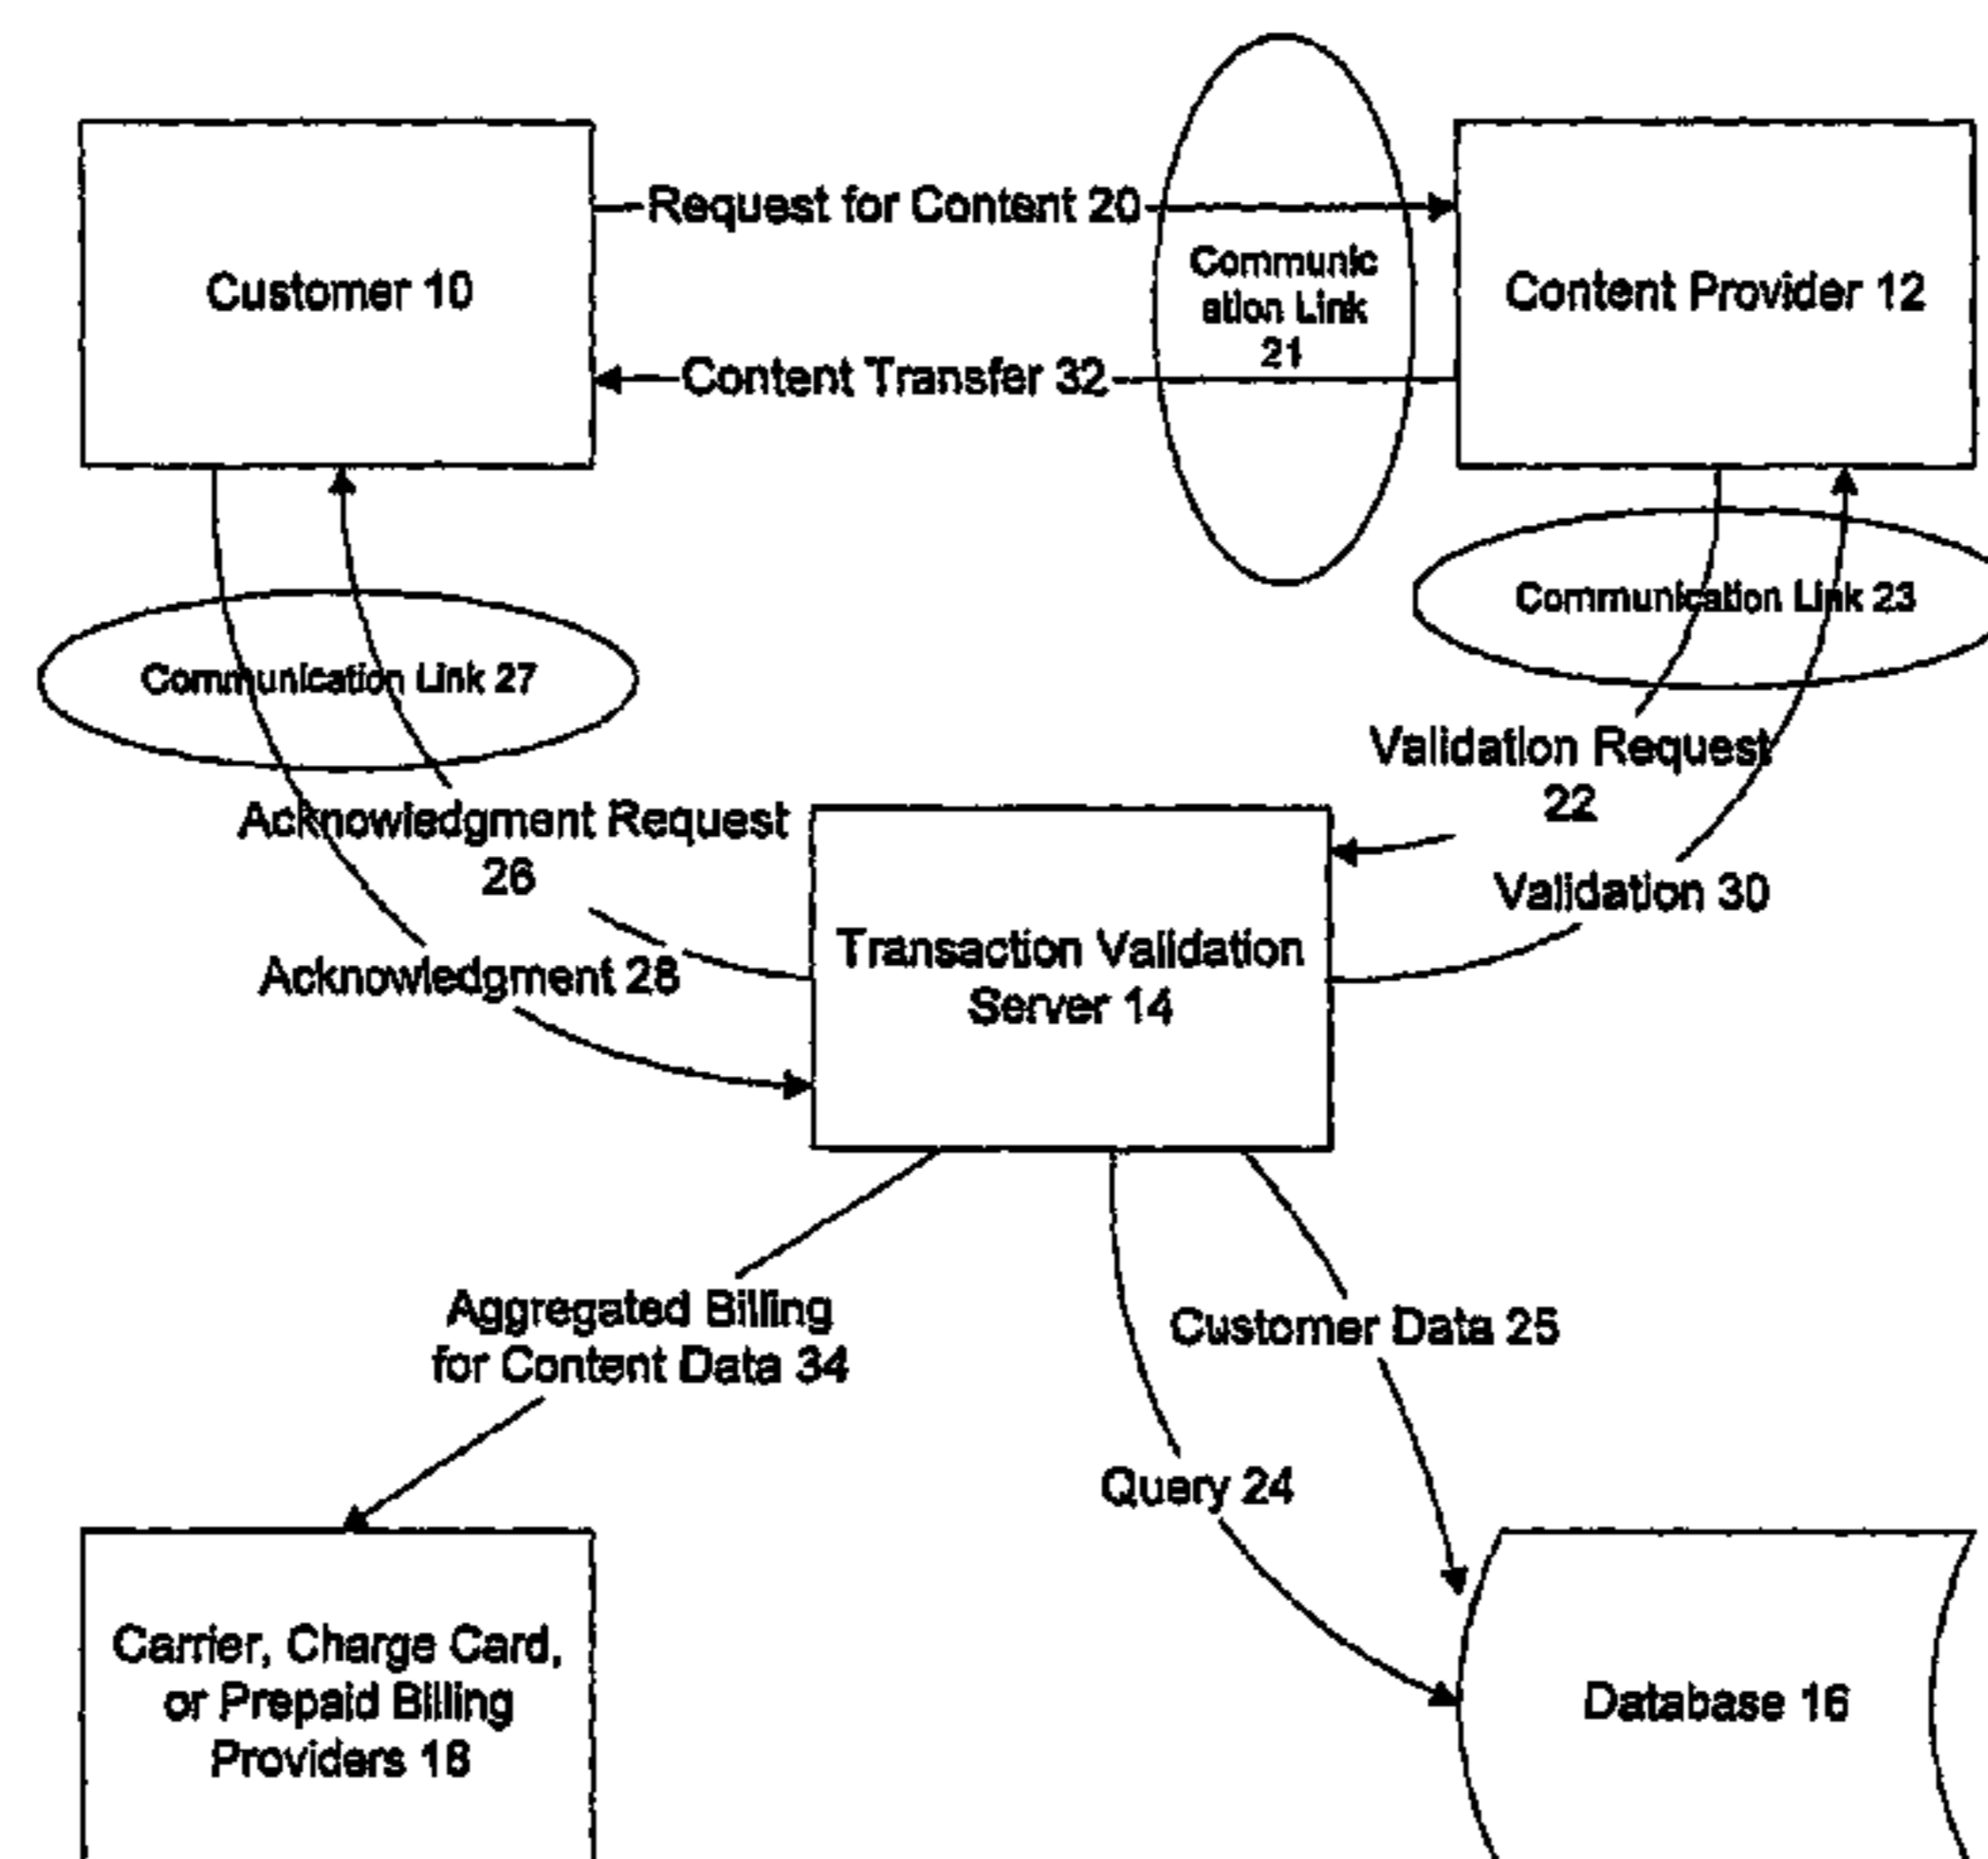 Request for Content 20
Customer 10
Communic
ation Link
21
Content Provider 12
Content Transfer 32
Communication Link 23
Communication Link 27
Validation Request
22
Acknowledgment Request
26
Validation 30
Transaction Validation
Server 14
Acknowledgment 28
Aggregated Billing
for Content Data 34
Customer Data 25
Query 24
Carrier, Charge Card,
or Prepaid Billing
Providers 18
Database 16